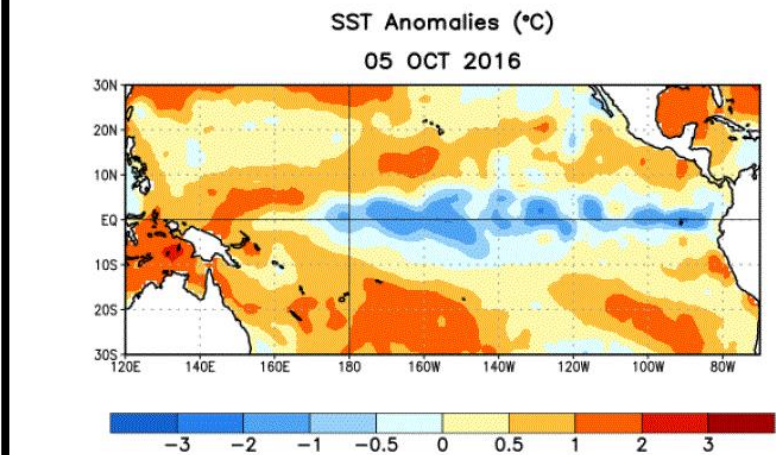 SST Anomalies (°C)
05 OCT 2016
30N
20N
10N
EQ
10S
20S
30S
120E 140E 160E 180 160W 140W 120W 100W 80W
-3 -2 -1 -0.5 0 0.5 1 2 3